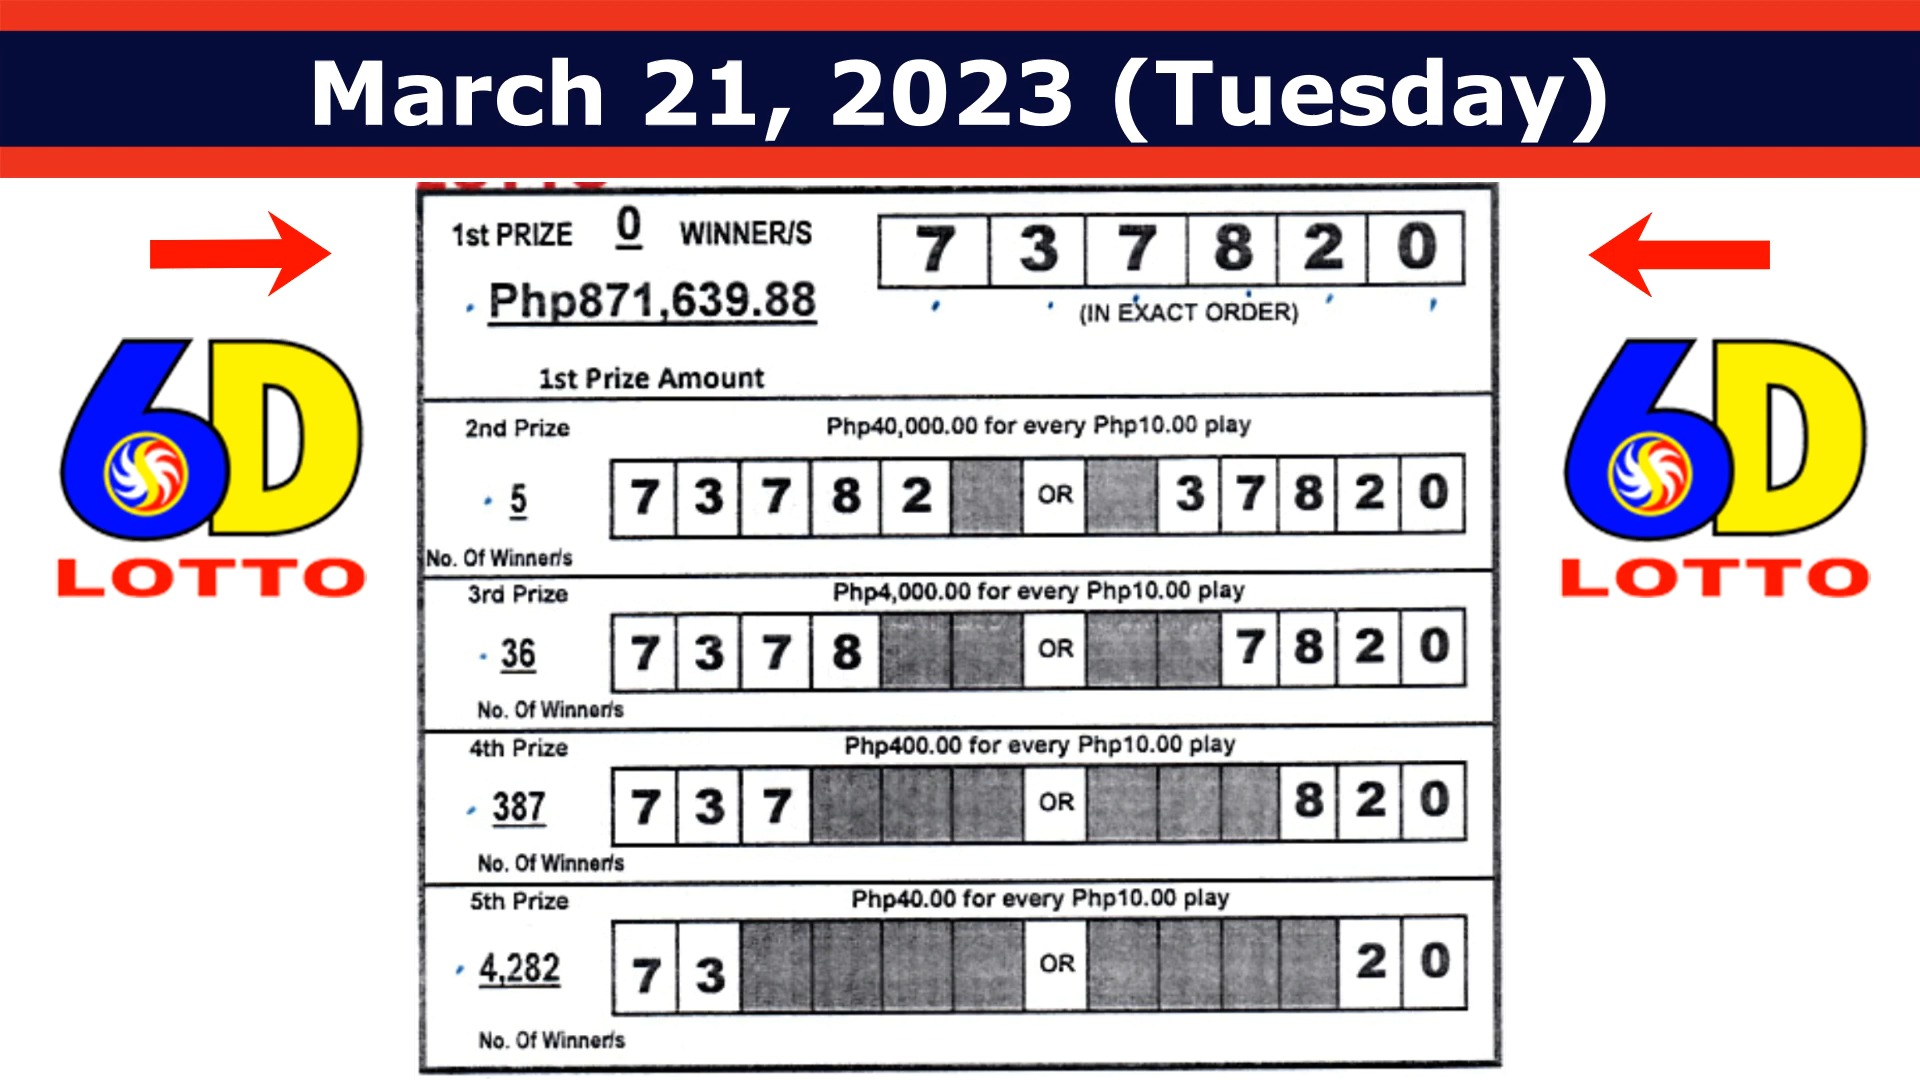 March 21, 2023 (Tuesday)
1st PRIZE 0 WINNER/S 7 3 7 8 2 0
Php871,639.88 (IN EXACT ORDER)
1st Prize Amount
2nd Prize Php40,000.00 for every Php10.00 play
5 7 3 7 8 2 OR 3 7 8 2 0
No. Of Winner/s
3rd Prize Php4,000.00 for every Php10.00 play
36 7 3 7 8 OR 7 8 2 0
No. Of Winner/s
4th Prize Php400.00 for every Php10.00 play
387 7 3 7 OR 8 2 0
No. Of Winner/s
5th Prize Php40.00 for every Php10.00 play
4,282 7 3 OR 2 0
No. Of Winner/s
6D
LOTTO
6D
LOTTO